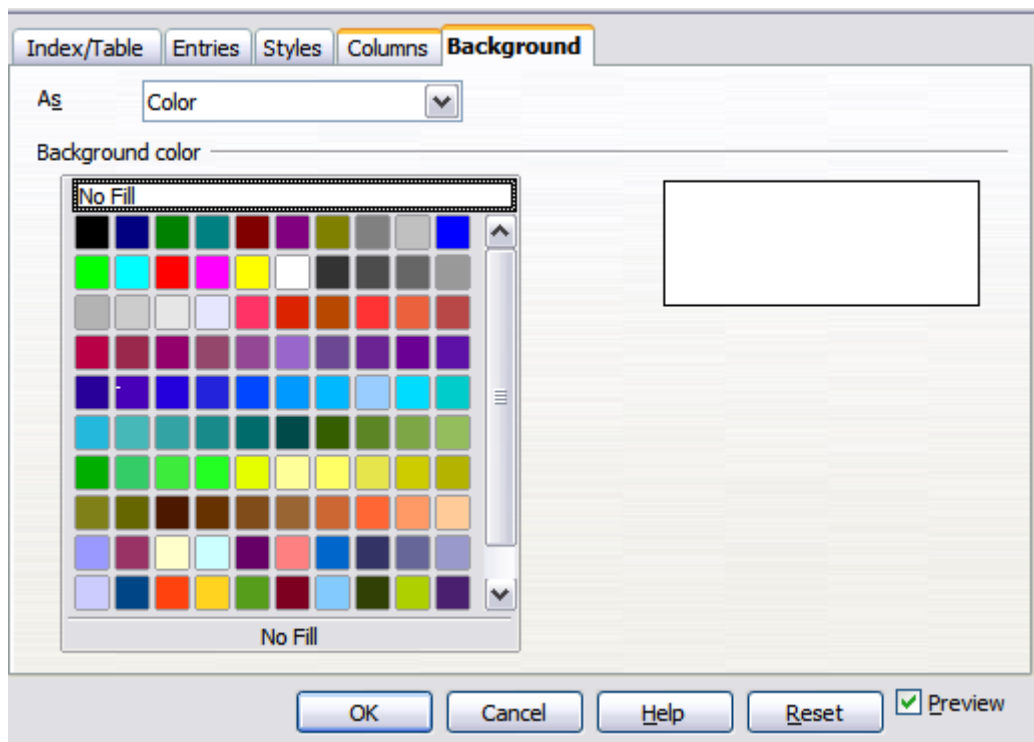 Index/Table Entries Styles Columns Background
As Color
Background color
No Fill
No Fill
OK Cancel Help Reset Preview